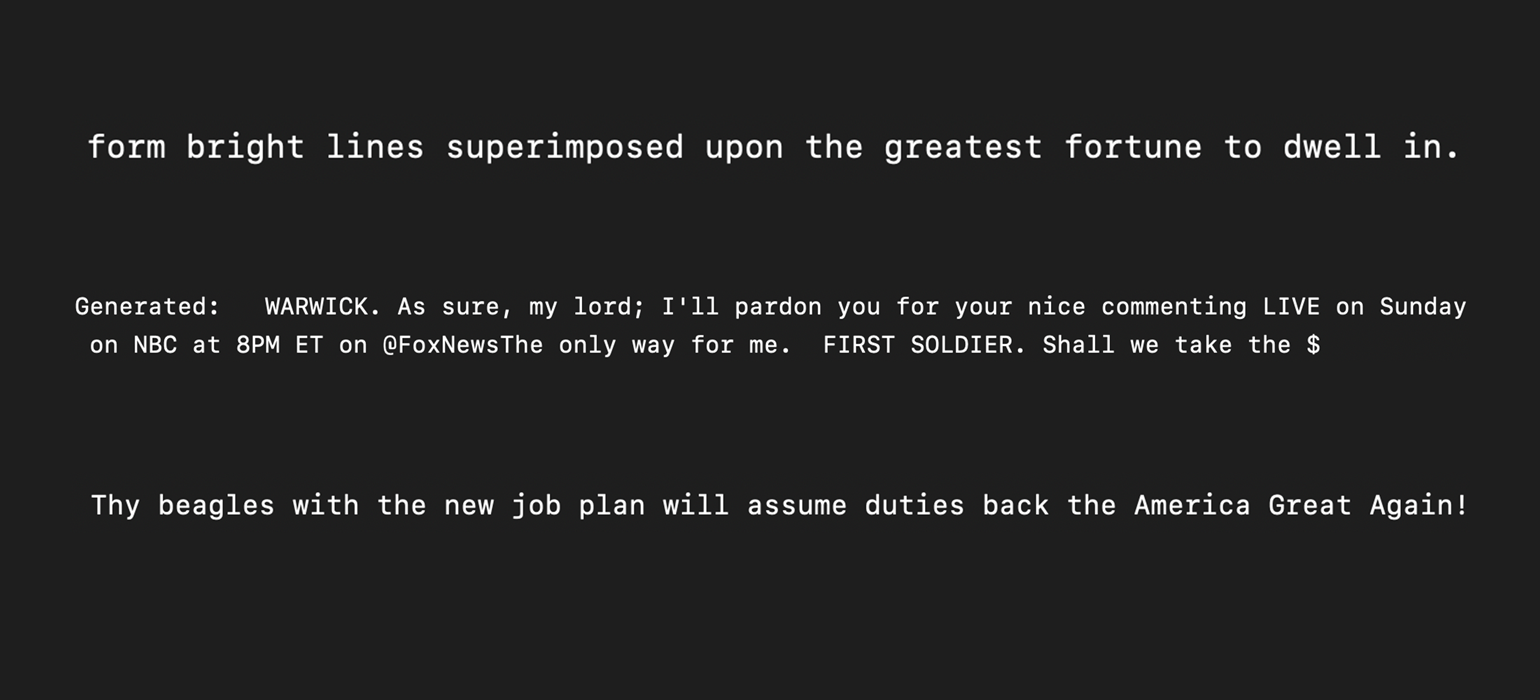 form bright lines superimposed upon the greatest fortune to dwell in.
Generated:   WARWICK. As sure, my lord; I'll pardon you for your nice commenting LIVE on Sunday
on NBC at 8PM ET on @FoxNewsThe only way for me.  FIRST SOLDIER. Shall we take the $
Thy beagles with the new job plan will assume duties back the America Great Again!